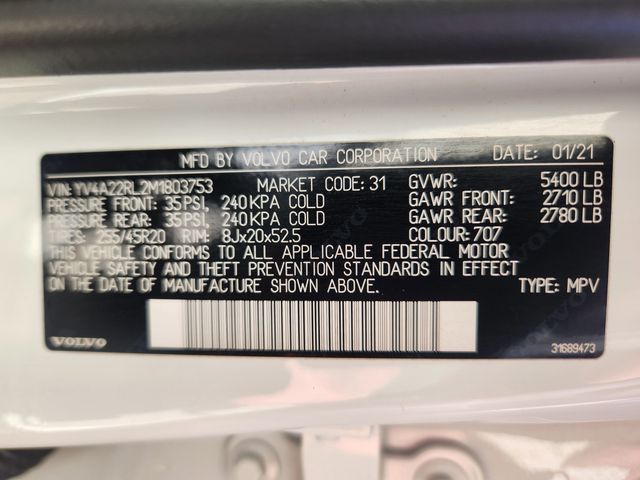 MFD BY VOLVO CAR CORPORATION DATE: 01/21
VIN: YV4A22RL2M1803753 MARKET CODE: 31 GVWR: 5400 LB
PRESSURE FRONT: 35 PSI, 240 KPA COLD GAWR FRONT: 2710 LB
PRESSURE REAR: 35 PSI, 240 KPA COLD GAWR REAR: 2780 LB
TIRES: 255/45R20 RIM: 8Jx20x52.5 COLOUR: 707
THIS VEHICLE CONFORMS TO ALL APPLICABLE FEDERAL MOTOR
VEHICLE SAFETY AND THEFT PREVENTION STANDARDS IN EFFECT
ON THE DATE OF MANUFACTURE SHOWN ABOVE. TYPE: MPV
VOLVO 31689473